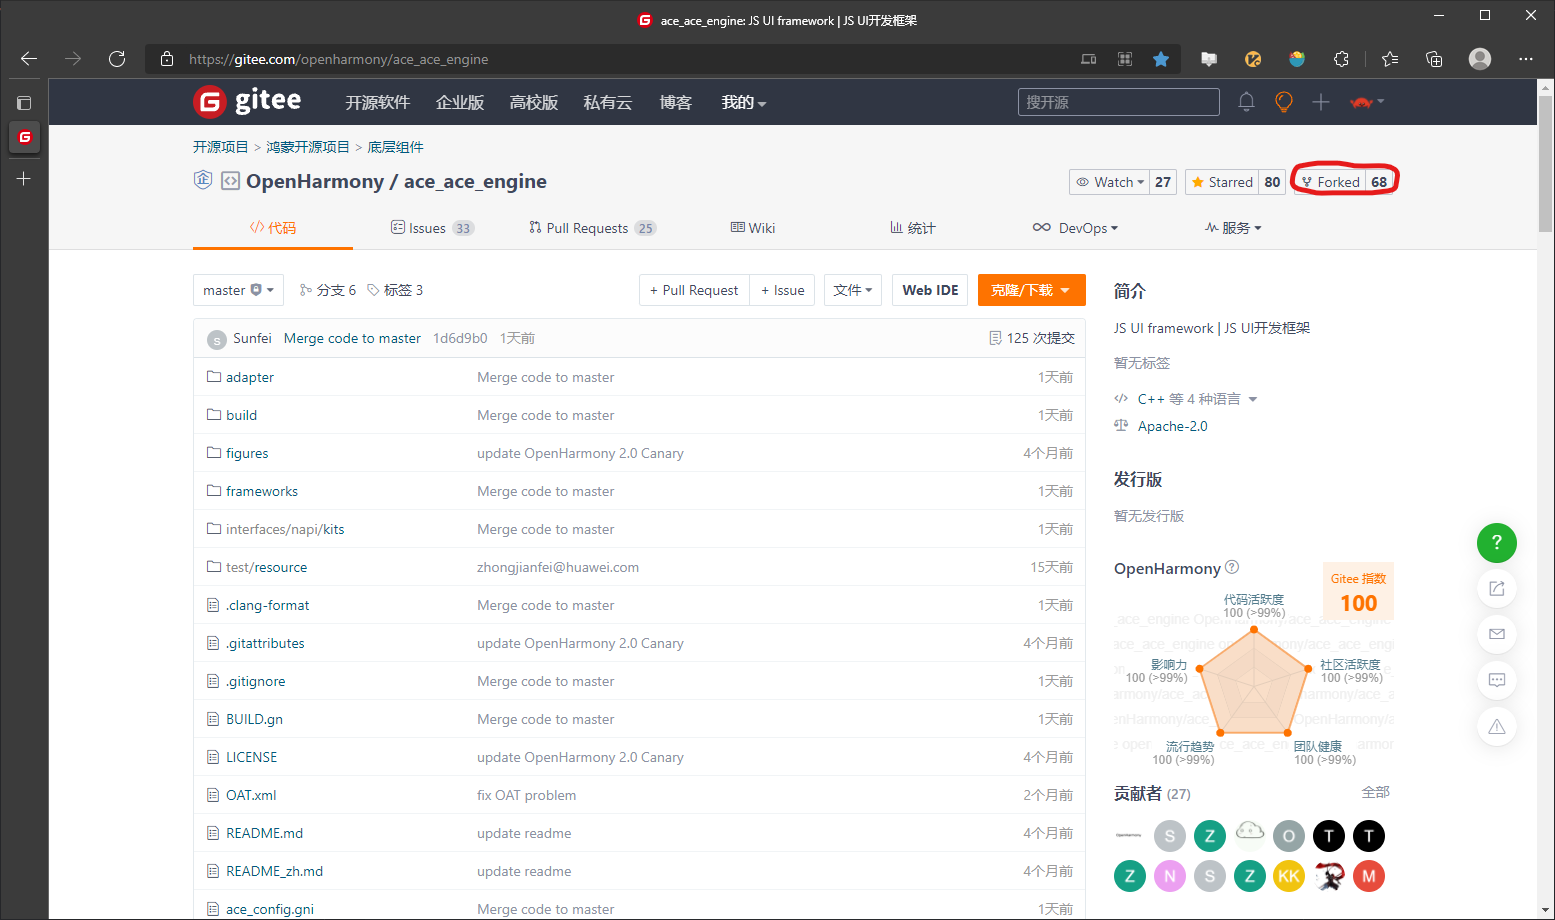 ace_ace_engine: JS UI framework | JS UI开发框架
https://gitee.com/openharmony/ace_ace_engine
gitee 开源软件 企业版 高校版 私有云 博客 我的 搜开源
开源项目 > 鸿蒙开源项目 > 底层组件
OpenHarmony / ace_ace_engine
Watch 27 Starred 80 Forked 68
代码 Issues 33 Pull Requests 25 Wiki 统计 DevOps 服务
master 分支 6 标签 3 + Pull Request + Issue 文件 Web IDE 克隆/下载
S Sunfei Merge code to master 1d6d9b0 1天前 125 次提交
adapter Merge code to master 1天前
build Merge code to master 1天前
figures update OpenHarmony 2.0 Canary 4个月前
frameworks Merge code to master 1天前
interfaces/napi/kits Merge code to master 1天前
test/resource zhongjianfei@huawei.com 15天前
.clang-format Merge code to master 1天前
.gitattributes update OpenHarmony 2.0 Canary 4个月前
.gitignore Merge code to master 1天前
BUILD.gn Merge code to master 1天前
LICENSE update OpenHarmony 2.0 Canary 4个月前
OAT.xml fix OAT problem 2个月前
README.md update readme 4个月前
README_zh.md update readme 4个月前
ace_config.gni Merge code to master 1天前
简介
JS UI framework | JS UI开发框架
暂无标签
C++ 等 4 种语言
Apache-2.0
发行版
暂无发行版
OpenHarmony ?
Gitee 指数
100
代码活跃度
100 (>99%)
影响力
100 (>99%)
社区活跃度
100 (>99%)
流行趋势
100 (>99%)
团队健康
100 (>99%)
贡献者 (27) 全部
OpenHarmony S Z O T T
Z N S Z KK M
?